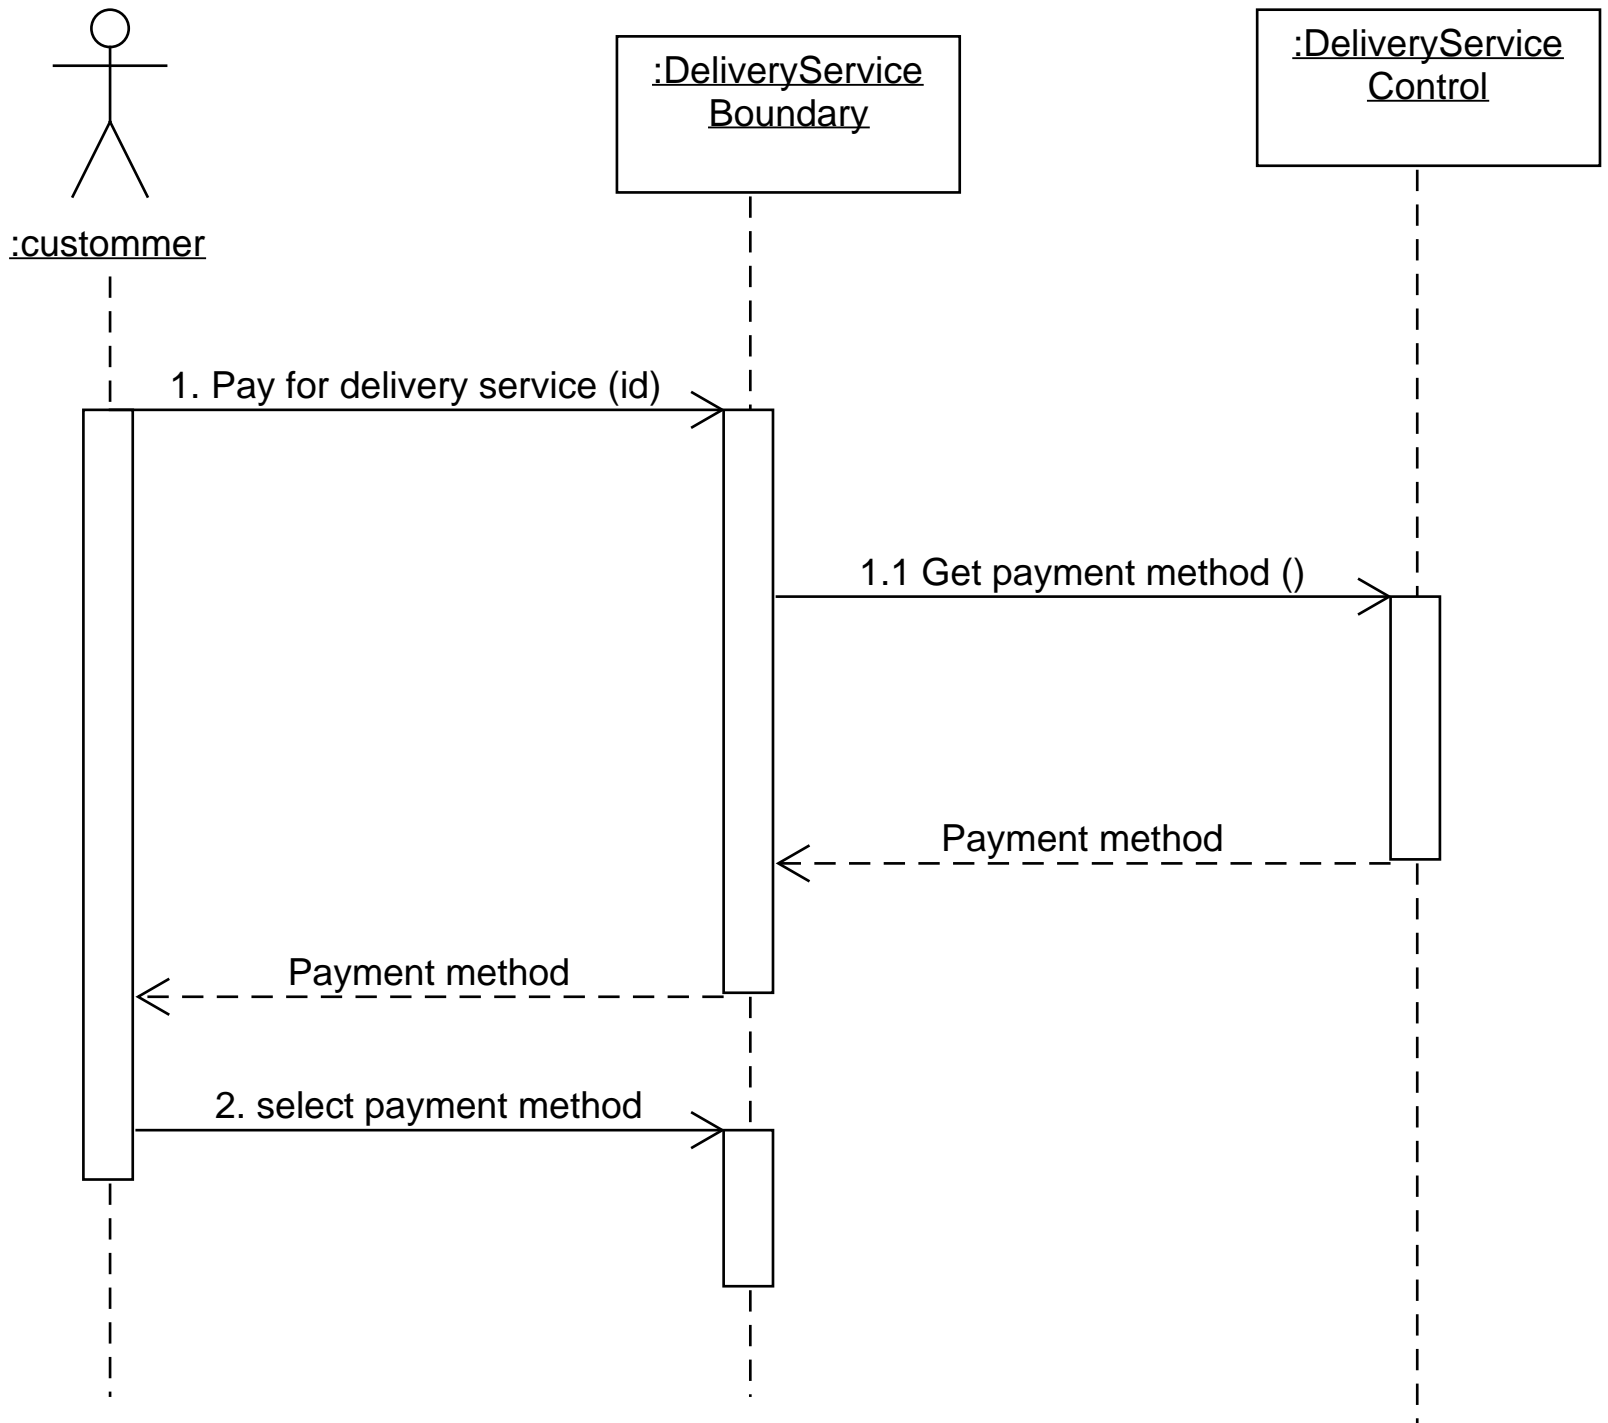 :DeliveryService
Control
:DeliveryService
Boundary
:custommer
1. Pay for delivery service (id)
1.1 Get payment method ()
Payment method
Payment method
2. select payment method